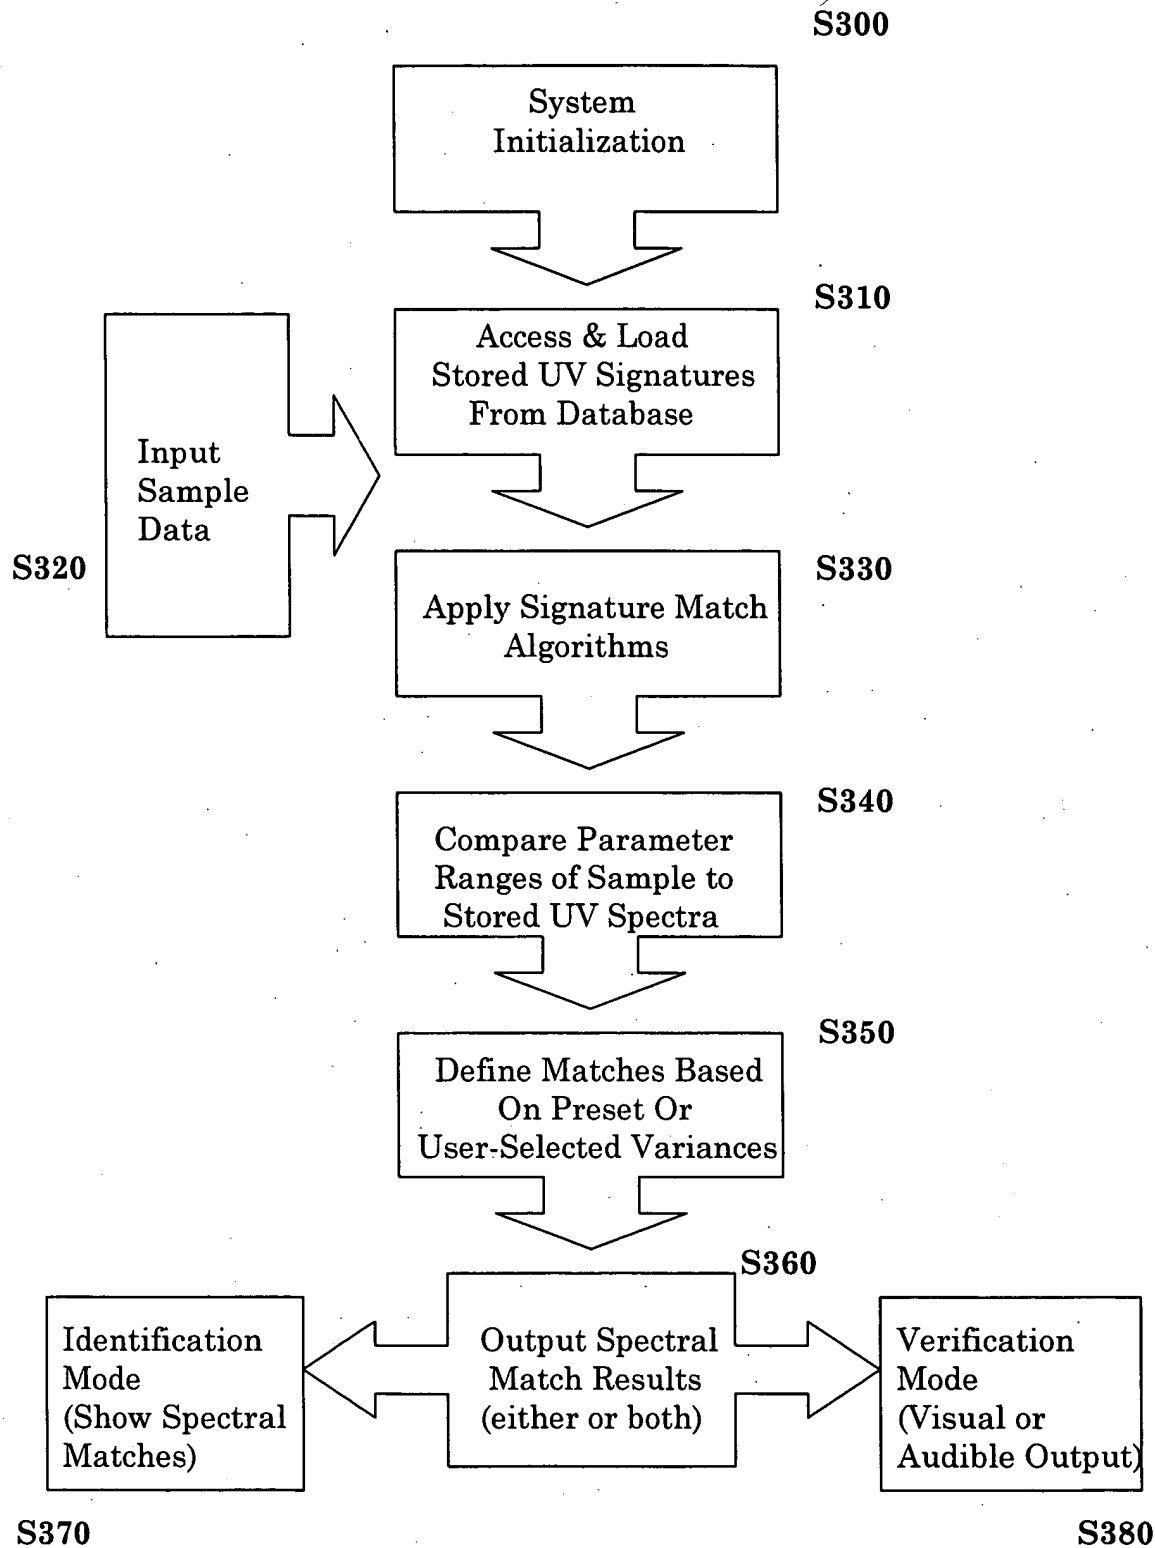 S300
System
Initialization
S310
Access & Load
Stored UV Signatures
From Database
Input
Sample
Data
S320
S330
Apply Signature Match
Algorithms
S340
Compare Parameter
Ranges of Sample to
Stored UV Spectra
S350
Define Matches Based
On Preset Or
User-Selected Variances
S360
Output Spectral
Match Results
(either or both)
Identification
Mode
(Show Spectral
Matches)
S370
Verification
Mode
(Visual or
Audible Output)
S380